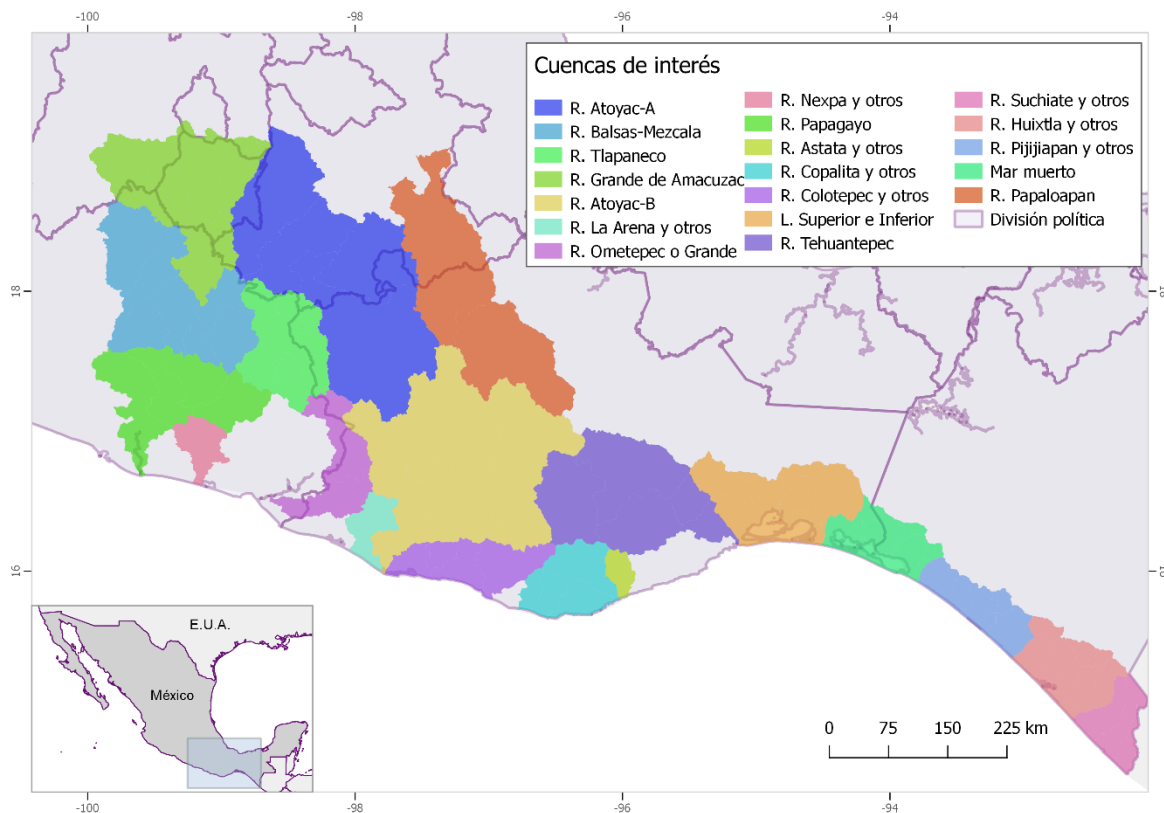 -100 -98 -96 -94
Cuencas de interés
R. Atoyac-A
R. Balsas-Mezcala
R. Tlapaneco
R. Grande de Amacuzac
R. Atoyac-B
R. La Arena y otros
R. Ometepec o Grande
R. Nexpa y otros
R. Papagayo
R. Astata y otros
R. Copalita y otros
R. Colotepec y otros
L. Superior e Inferior
R. Tehuantepec
R. Suchiate y otros
R. Huixtla y otros
R. Pijijiapan y otros
Mar muerto
R. Papaloapan
División política
18
16
E.U.A.
México
0 75 150 225 km
-100 -98 -96 -94